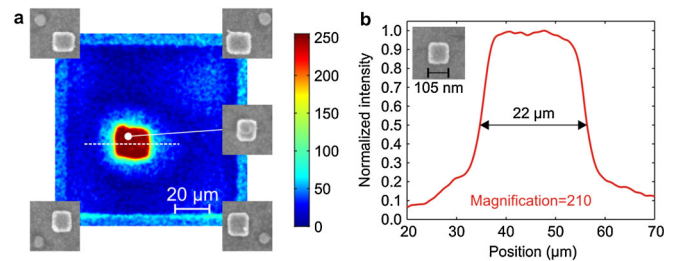 a
250
200
150
100
50
0
20 µm
b
Normalized intensity
1.0
0.9
0.8
0.7
0.6
0.5
0.4
0.3
0.2
0.1
0.0
105 nm
22 µm
Magnification=210
20 30 40 50 60 70
Position (µm)